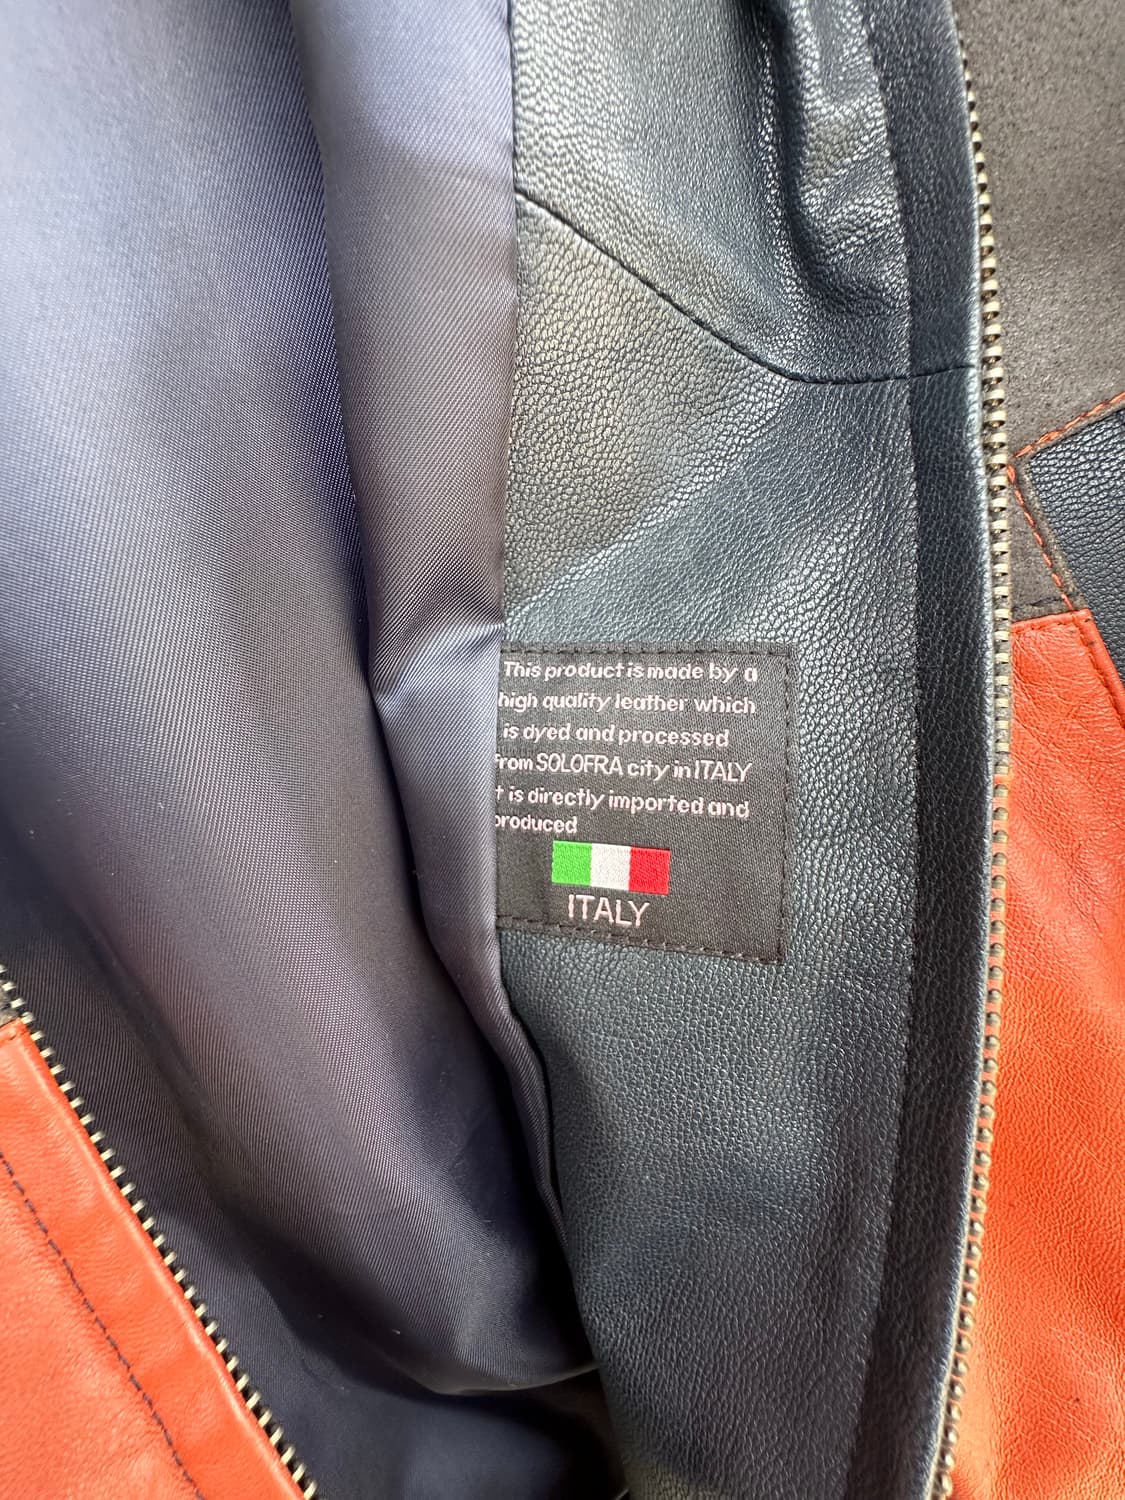 This product is made by a
high quality leather which
is dyed and processed
from SOLOFRA city in ITALY
t is directly imported and
produced
ITALY